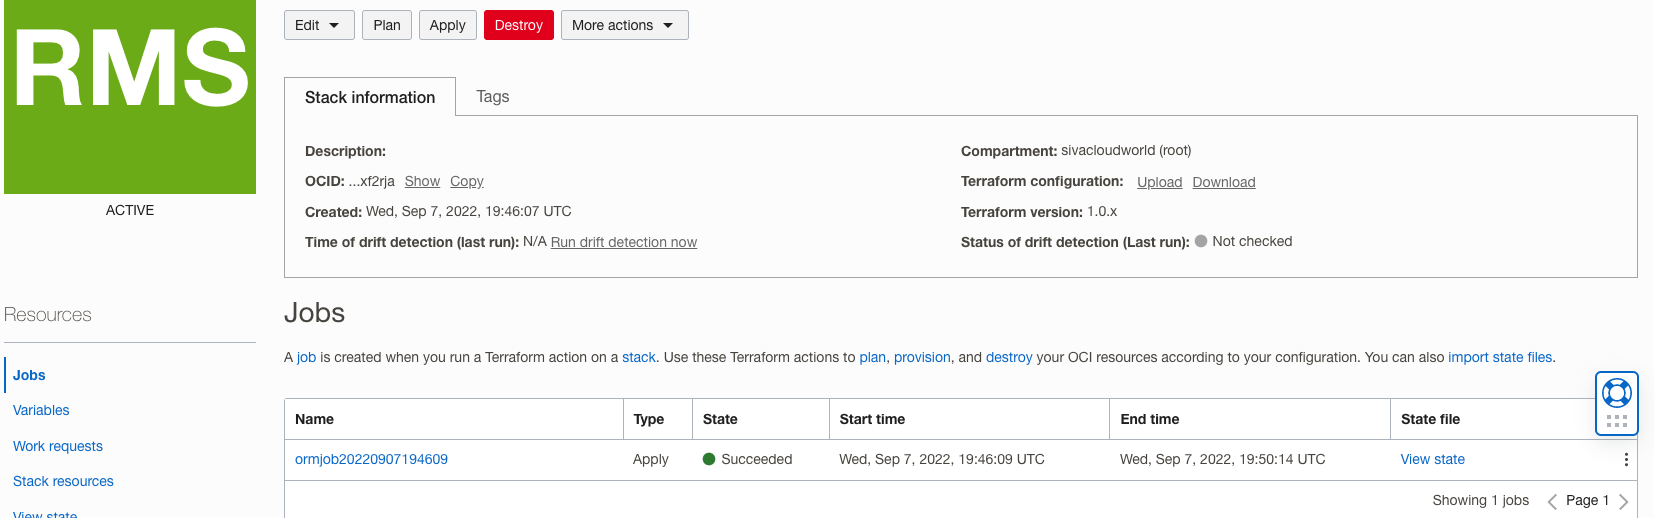 RMS
ACTIVE
Edit Plan Apply Destroy More actions
Stack information Tags
Description:
OCID: ...xf2rja Show Copy
Created: Wed, Sep 7, 2022, 19:46:07 UTC
Time of drift detection (last run): N/A Run drift detection now
Compartment: sivacloudworld (root)
Terraform configuration: Upload Download
Terraform version: 1.0.x
Status of drift detection (Last run): Not checked
Resources
Jobs
Variables
Work requests
Stack resources
View state
Jobs
A job is created when you run a Terraform action on a stack. Use these Terraform actions to plan, provision, and destroy your OCI resources according to your configuration. You can also import state files.
Name Type State Start time End time State file
ormjob20220907194609 Apply Succeeded Wed, Sep 7, 2022, 19:46:09 UTC Wed, Sep 7, 2022, 19:50:14 UTC View state
Showing 1 jobs Page 1